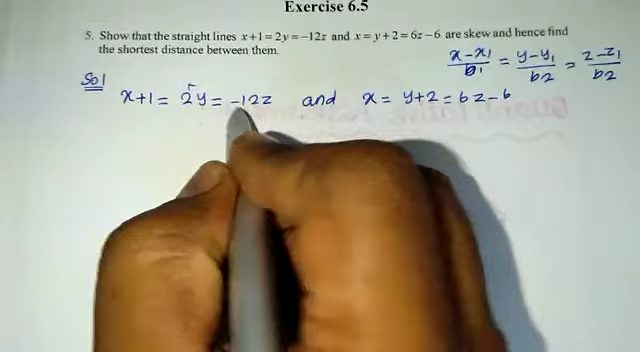 Exercise 6.5
5. Show that the straight lines x+1=2y=−12z and x=y+2=6z−6 are skew and hence find
the shortest distance between them.
x-x1/b1 = y-y1/b2 = z-z1/b2
Sol
x+1 = 2y = -12z and x = y+2 = 6z-6